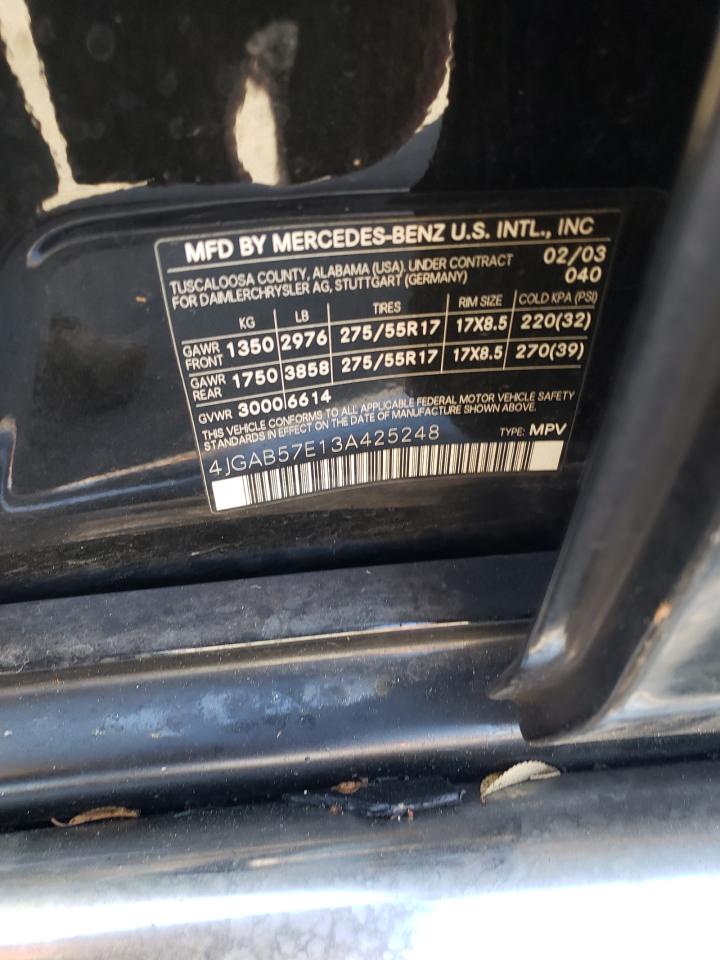 MFD BY MERCEDES-BENZ U.S. INTL., INC
TUSCALOOSA COUNTY, ALABAMA (USA). UNDER CONTRACT 02/03
FOR DAIMLERCHRYSLER AG, STUTTGART (GERMANY) 040
KG LB TIRES RIM SIZE COLD KPA (PSI)
GAWR FRONT 1350 2976 275/55R17 17X8.5 220(32)
GAWR REAR 1750 3858 275/55R17 17X8.5 270(39)
GVWR 3000 6614
THIS VEHICLE CONFORMS TO ALL APPLICABLE FEDERAL MOTOR VEHICLE SAFETY
STANDARDS IN EFFECT ON THE DATE OF MANUFACTURE SHOWN ABOVE.
4JGAB57E13A425248 TYPE: MPV